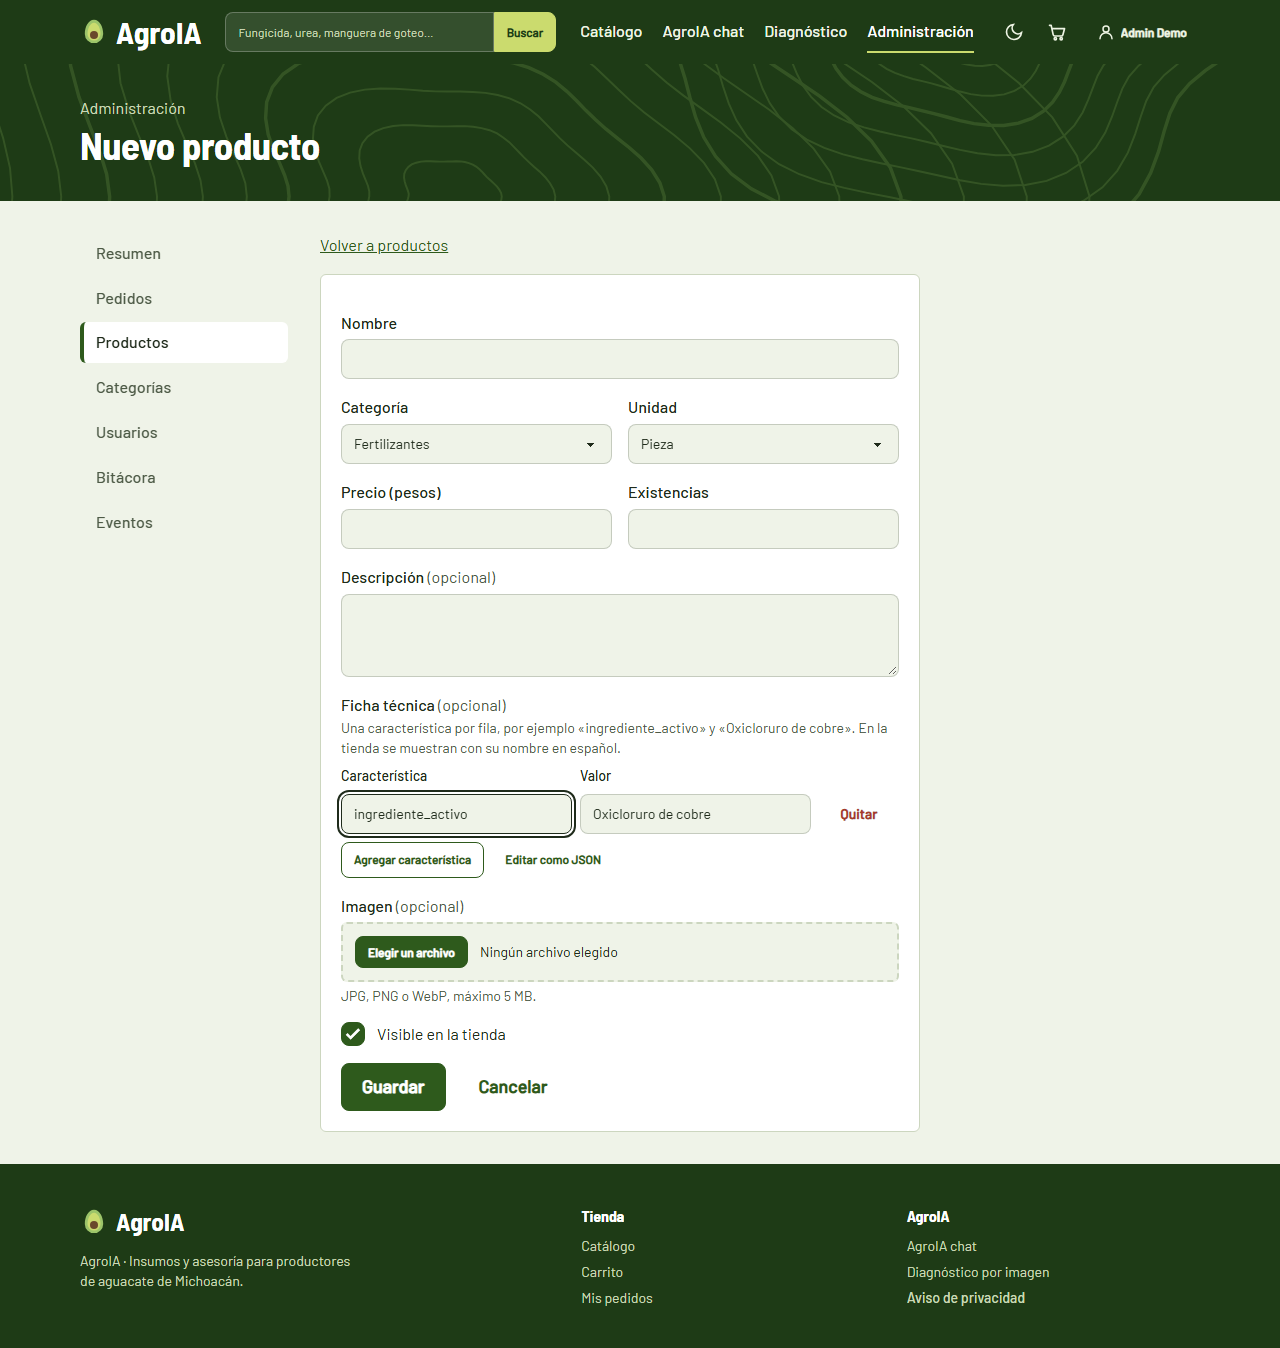 AgroIA
Fungicida, urea, manguera de goteo...
Buscar
Catálogo
AgroIA chat
Diagnóstico
Administración
Admin Demo
Administración
Nuevo producto
Resumen
Pedidos
Productos
Categorías
Usuarios
Bitácora
Eventos
Volver a productos
Nombre
Categoría
Unidad
Fertilizantes
Pieza
Precio (pesos)
Existencias
Descripción (opcional)
Ficha técnica (opcional)
Una característica por fila, por ejemplo «ingrediente_activo» y «Oxicloruro de cobre». En la
tienda se muestran con su nombre en español.
Característica
Valor
ingrediente_activo
Oxicloruro de cobre
Quitar
Agregar característica
Editar como JSON
Imagen (opcional)
Elegir un archivo
Ningún archivo elegido
JPG, PNG o WebP, máximo 5 MB.
Visible en la tienda
Guardar
Cancelar
AgroIA
AgroIA · Insumos y asesoría para productores
de aguacate de Michoacán.
Tienda
Catálogo
Carrito
Mis pedidos
AgroIA
AgroIA chat
Diagnóstico por imagen
Aviso de privacidad